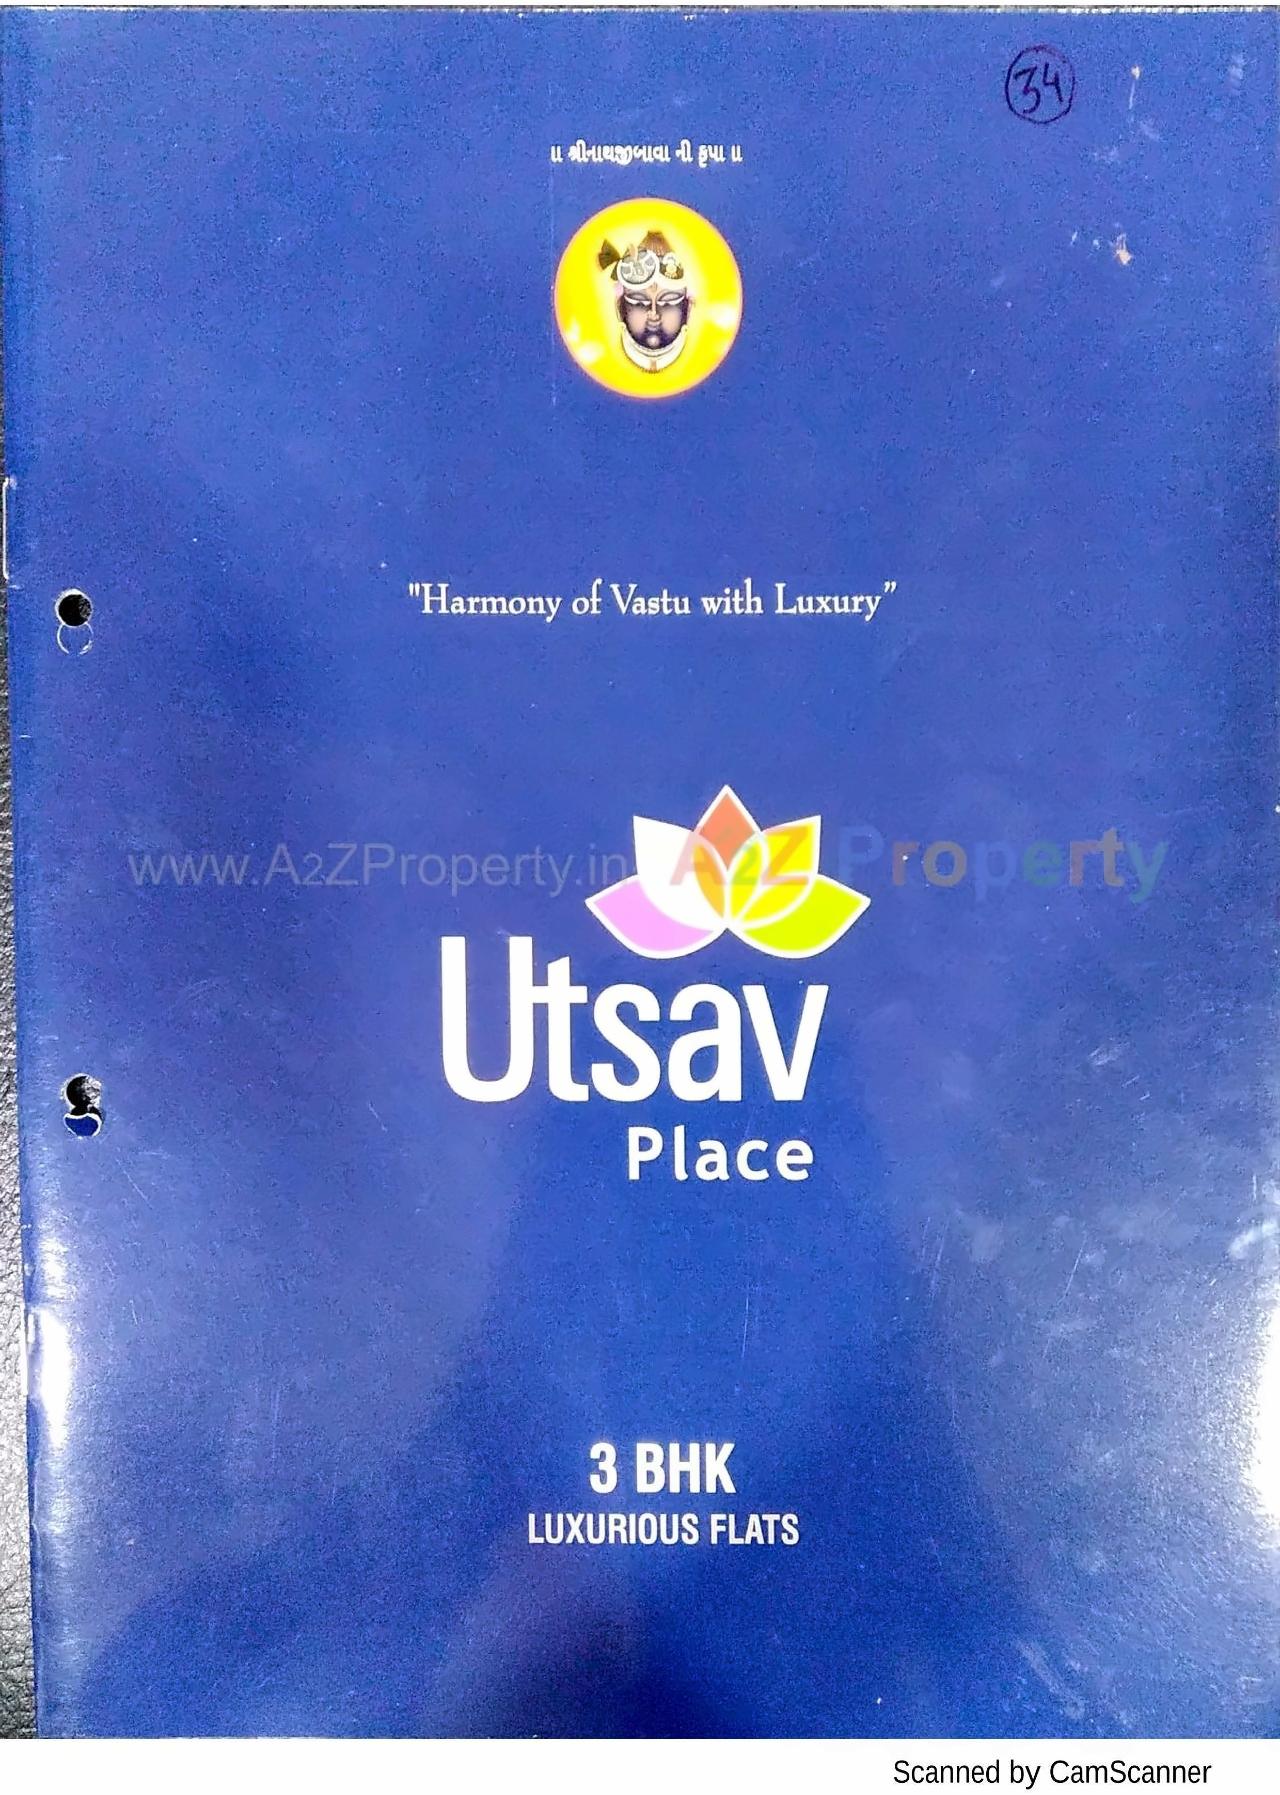 34
॥ श्रीनाथજીબાવા ની કૃપા ॥
"Harmony of Vastu with Luxury”
www.A2ZProperty.in A2Z Property
Utsav
Place
3 BHK
LUXURIOUS FLATS
Scanned by CamScanner